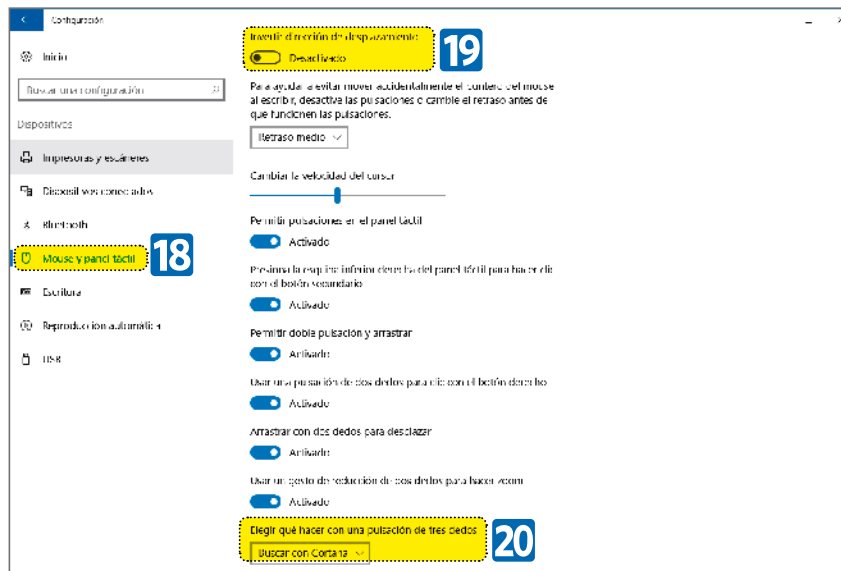 Configuración
Inicio
Buscar una configuración
Dispositivos
Impresoras y escáneres
Dispositivos conectados
Bluetooth
Mouse y panel táctil
18
Escritura
Reproducción automática
USB
Invertir dirección de desplazamiento
Desactivado
19
Para ayudar a evitar mover accidentalmente el puntero del mouse
al escribir, desactive las pulsaciones o cambie el retraso antes de
que funcionen las pulsaciones.
Retraso medio
Cambiar la velocidad del cursor
Permitir pulsaciones en el panel táctil
Activado
Presiona la esquina inferior derecha del panel táctil para hacer clic
con el botón secundario
Activado
Permitir doble pulsación y arrastrar
Activado
Usar una pulsación de dos dedos para clic con el botón derecho
Activado
Arrastrar con dos dedos para desplazar
Activado
Usar un gesto de reducción de dos dedos para hacer zoom
Activado
Elegir qué hacer con una pulsación de tres dedos
Buscar con Cortana
20